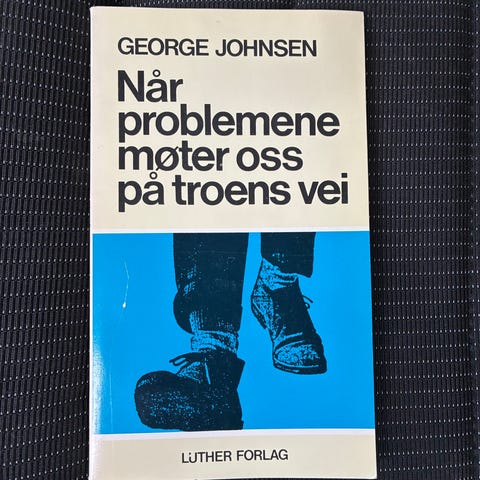 GEORGE JOHNSEN
Når
problemene
møter oss
på troens vei
LUTHER FORLAG